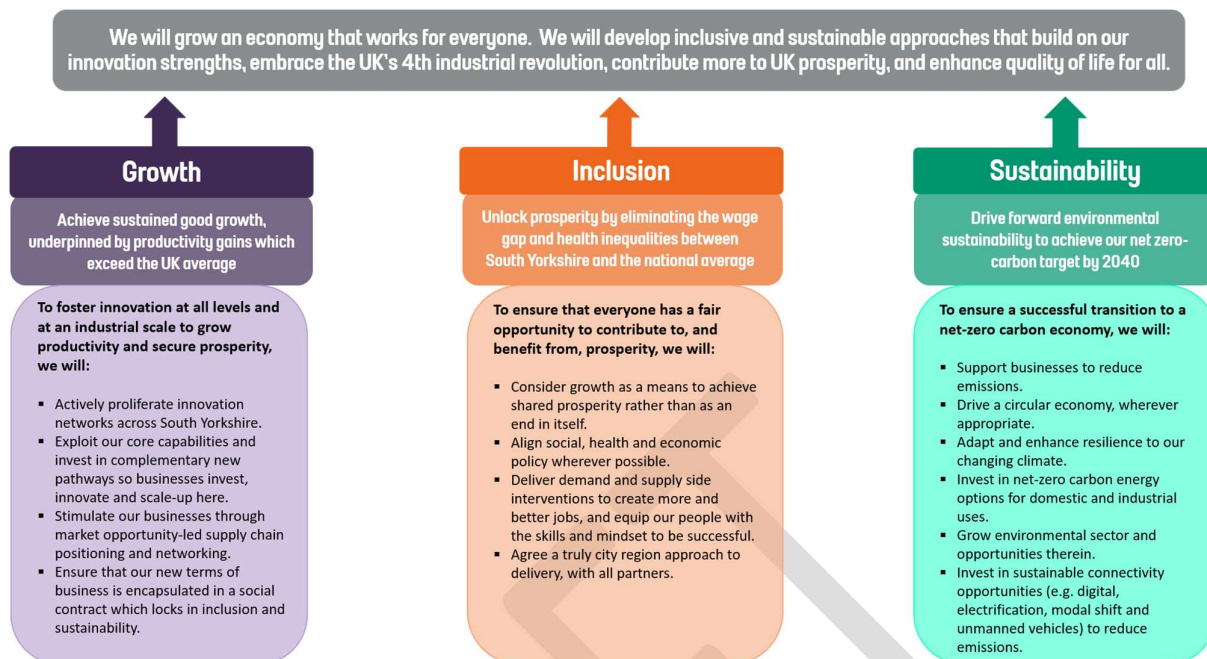 We will grow an economy that works for everyone. We will develop inclusive and sustainable approaches that build on our
innovation strengths, embrace the UK's 4th industrial revolution, contribute more to UK prosperity, and enhance quality of life for all.
Growth
Achieve sustained good growth,
underpinned by productivity gains which
exceed the UK average
To foster innovation at all levels and
at an industrial scale to grow
productivity and secure prosperity,
we will:
▪ Actively proliferate innovation
networks across South Yorkshire.
▪ Exploit our core capabilities and
invest in complementary new
pathways so businesses invest,
innovate and scale-up here.
▪ Stimulate our businesses through
market opportunity-led supply chain
positioning and networking.
▪ Ensure that our new terms of
business is encapsulated in a social
contract which locks in inclusion and
sustainability.
Inclusion
Unlock prosperity by eliminating the wage
gap and health inequalities between
South Yorkshire and the national average
To ensure that everyone has a fair
opportunity to contribute to, and
benefit from, prosperity, we will:
▪ Consider growth as a means to achieve
shared prosperity rather than as an
end in itself.
▪ Align social, health and economic
policy wherever possible.
▪ Deliver demand and supply side
interventions to create more and
better jobs, and equip our people with
the skills and mindset to be successful.
▪ Agree a truly city region approach to
delivery, with all partners.
Sustainability
Drive forward environmental
sustainability to achieve our net zero-
carbon target by 2040
To ensure a successful transition to a
net-zero carbon economy, we will:
▪ Support businesses to reduce
emissions.
▪ Drive a circular economy, wherever
appropriate.
▪ Adapt and enhance resilience to our
changing climate.
▪ Invest in net-zero carbon energy
options for domestic and industrial
uses.
▪ Grow environmental sector and
opportunities therein.
▪ Invest in sustainable connectivity
opportunities (e.g. digital,
electrification, modal shift and
unmanned vehicles) to reduce
emissions.